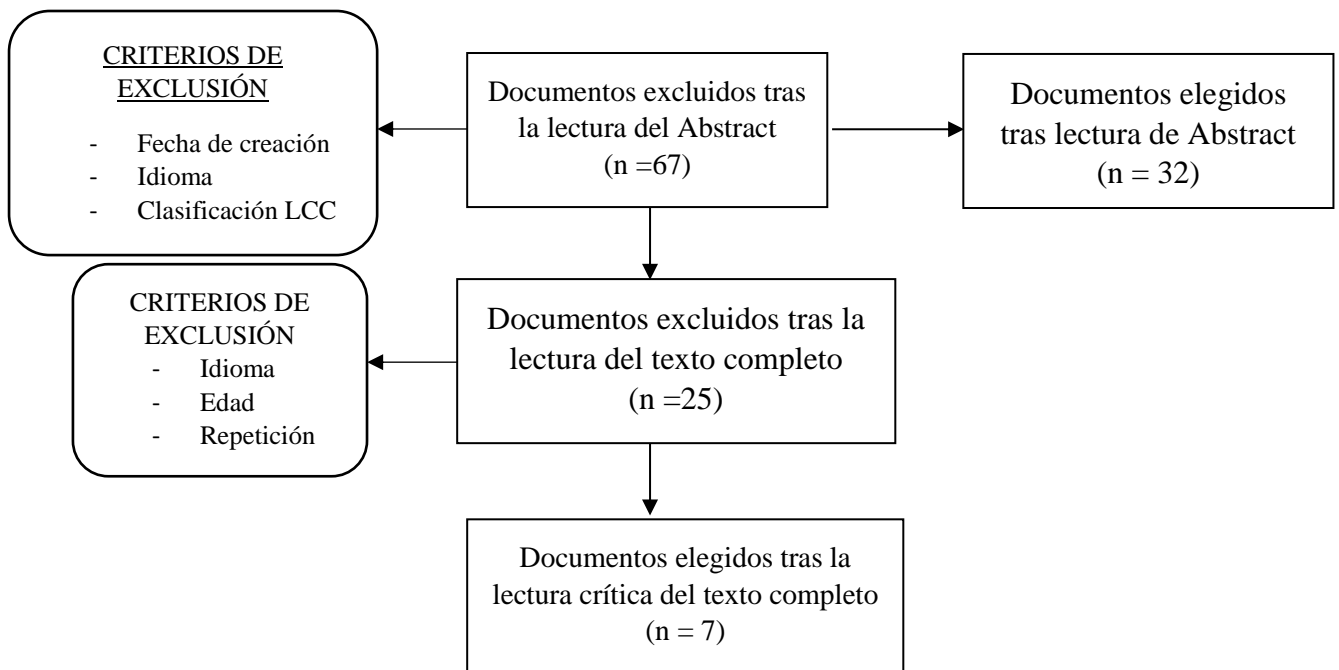 CRITERIOS DE
EXCLUSIÓN
- Fecha de creación
- Idioma
- Clasificación LCC
Documentos excluidos tras
la lectura del Abstract
(n =67)
Documentos elegidos
tras lectura de Abstract
(n = 32)
CRITERIOS DE
EXCLUSIÓN
- Idioma
- Edad
- Repetición
Documentos excluidos tras la
lectura del texto completo
(n =25)
Documentos elegidos tras la
lectura crítica del texto completo
(n = 7)